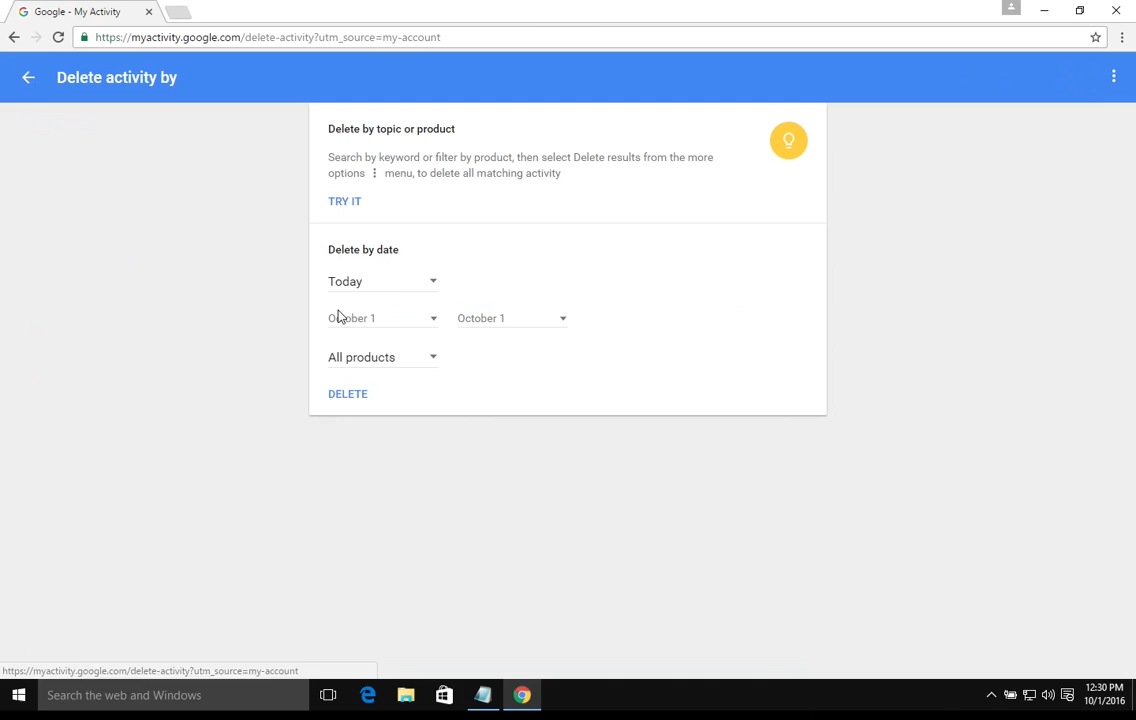 Google - My Activity
https://myactivity.google.com/delete-activity?utm_source=my-account
Delete activity by
Delete by topic or product
Search by keyword or filter by product, then select Delete results from the more
options ⋮ menu, to delete all matching activity
TRY IT
Delete by date
Today
October 1 October 1
All products
DELETE
https://myactivity.google.com/delete-activity?utm_source=my-account
Search the web and Windows
12:30 PM
10/1/2016